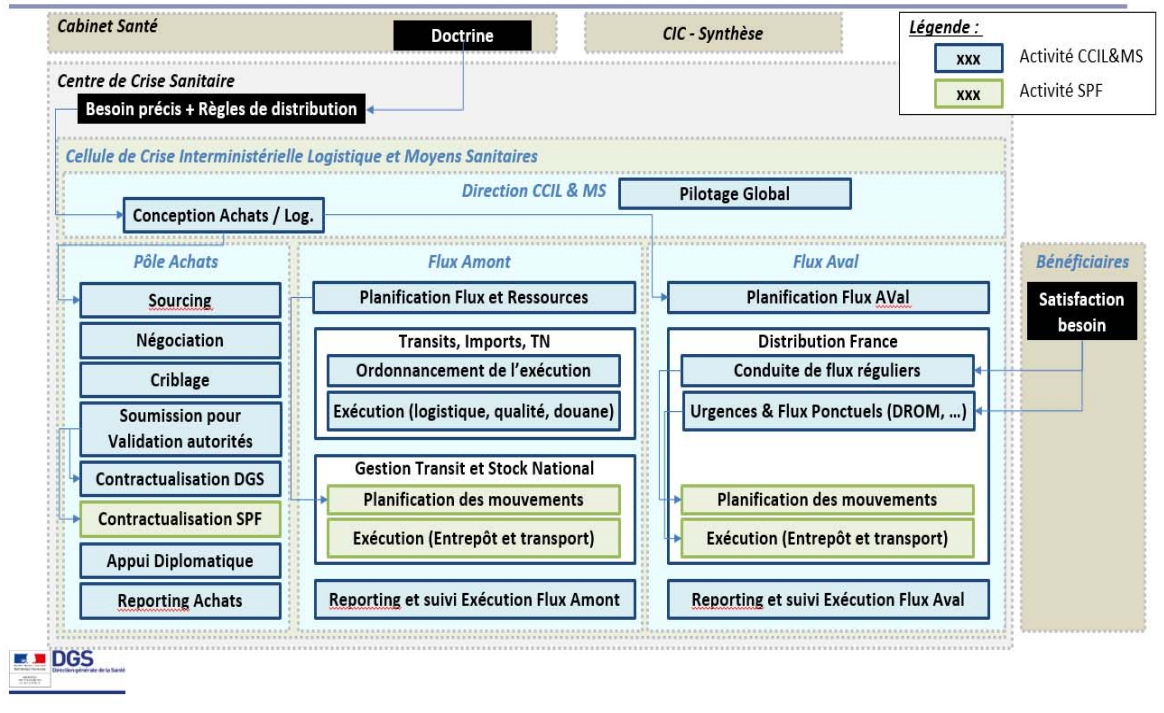 Cabinet Santé
Doctrine
CIC - Synthèse
Légende :
xxx
Activité CCIL&MS
xxx
Activité SPF
Centre de Crise Sanitaire
Besoin précis + Règles de distribution
Cellule de Crise Interministérielle Logistique et Moyens Sanitaires
Direction CCIL & MS
Pilotage Global
Conception Achats / Log.
Pôle Achats
Sourcing
Négociation
Criblage
Soumission pour
Validation autorités
Contractualisation DGS
Contractualisation SPF
Appui Diplomatique
Reporting Achats
Flux Amont
Planification Flux et Ressources
Transits, Imports, TN
Ordonnancement de l'exécution
Exécution (logistique, qualité, douane)
Gestion Transit et Stock National
Planification des mouvements
Exécution (Entrepôt et transport)
Reporting et suivi Exécution Flux Amont
Flux Aval
Planification Flux AVal
Distribution France
Conduite de flux réguliers
Urgences & Flux Ponctuels (DROM, ...)
Planification des mouvements
Exécution (Entrepôt et transport)
Reporting et suivi Exécution Flux Aval
Bénéficiaires
Satisfaction
besoin
DGS
Direction générale de la Santé